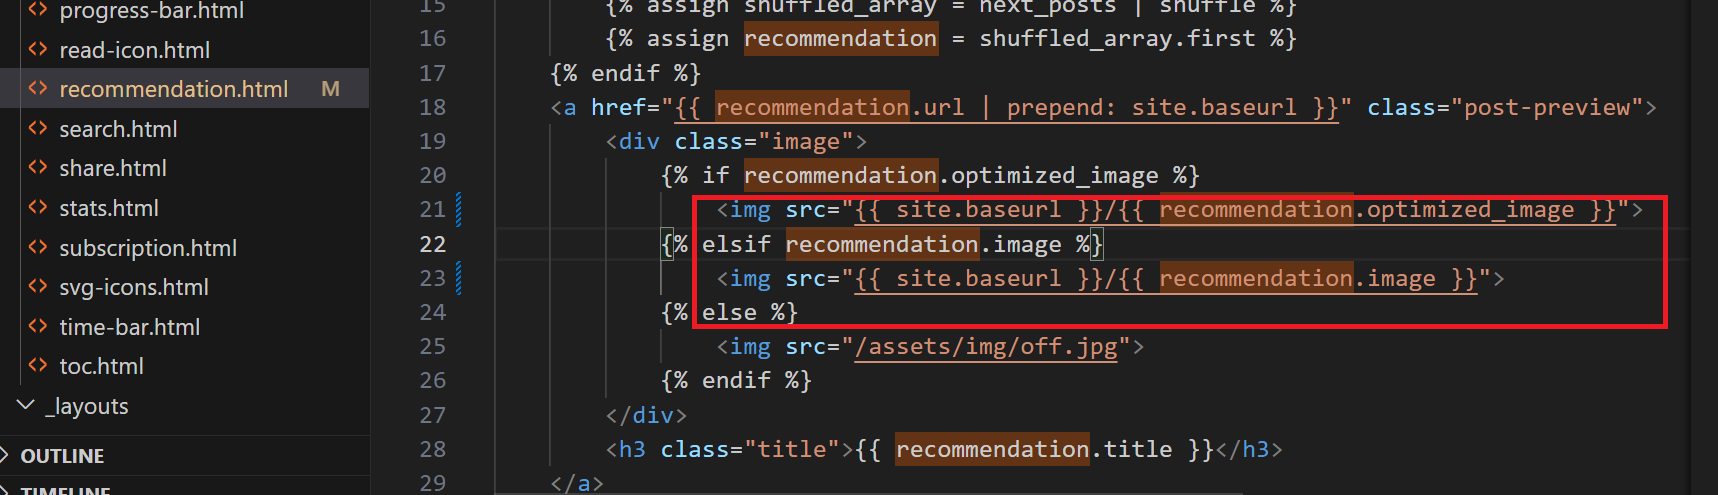 progress-bar.html
read-icon.html
recommendation.html M
search.html
share.html
stats.html
subscription.html
svg-icons.html
time-bar.html
toc.html
_layouts
OUTLINE
TIMELINE
15 {% assign shuffled_array = next_posts | shuffle %}
16 {% assign recommendation = shuffled_array.first %}
17 {% endif %}
18 <a href="{{ recommendation.url | prepend: site.baseurl }}" class="post-preview">
19 <div class="image">
20 {% if recommendation.optimized_image %}
21 <img src="{{ site.baseurl }}/{{ recommendation.optimized_image }}">
22 {% elsif recommendation.image %}
23 <img src="{{ site.baseurl }}/{{ recommendation.image }}">
24 {% else %}
25 <img src="/assets/img/off.jpg">
26 {% endif %}
27 </div>
28 <h3 class="title">{{ recommendation.title }}</h3>
29 </a>